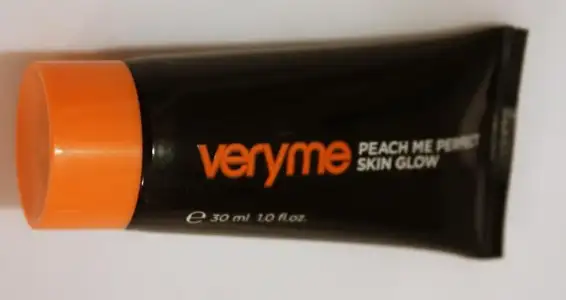 veryme
PEACH ME PERFECT
SKIN GLOW
℮ 30 ml 1.0 fl.oz.